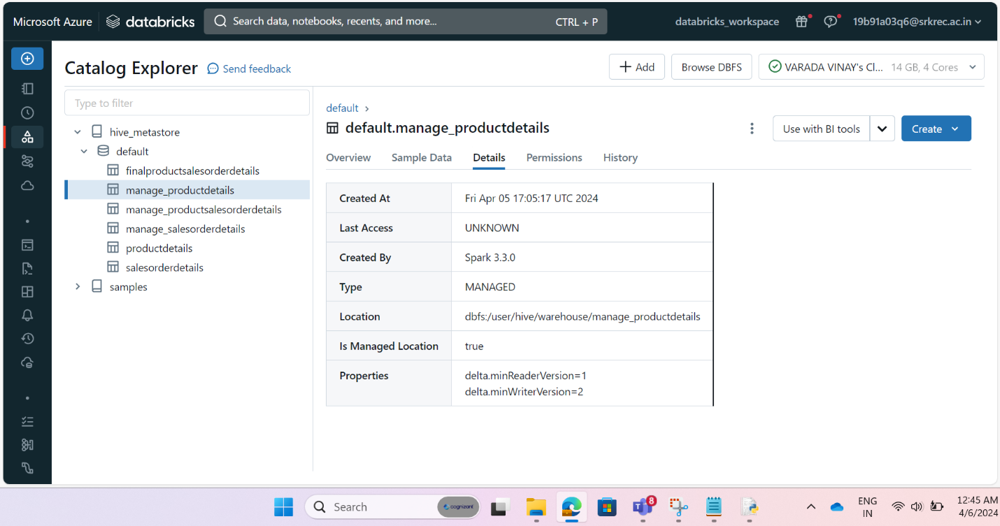 Microsoft Azure databricks Search data, notebooks, recents, and more... CTRL + P databricks_workspace 19b91a03q6@srkrec.ac.in
Catalog Explorer Send feedback Add Browse DBFS VARADA VINAY's Cl... 14 GB, 4 Cores
Type to filter
hive_metastore
default
finalproductsalesorderdetails
manage_productdetails
manage_productsalesorderdetails
manage_salesorderdetails
productdetails
salesorderdetails
samples
default >
default.manage_productdetails Use with BI tools Create
Overview Sample Data Details Permissions History
Created At Fri Apr 05 17:05:17 UTC 2024
Last Access UNKNOWN
Created By Spark 3.3.0
Type MANAGED
Location dbfs:/user/hive/warehouse/manage_productdetails
Is Managed Location true
Properties delta.minReaderVersion=1
delta.minWriterVersion=2
Search cognizant 8 ENG 12:45 AM
IN 4/6/2024